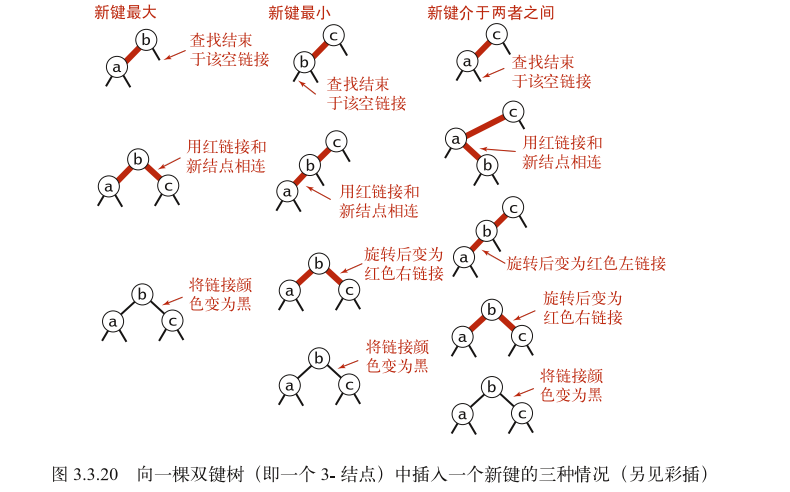 新键最大
b
a
查找结束
于该空链接
b
a
c
用红链接和
新结点相连
b
a
c
将链接颜
色变为黑
新键最小
c
b
查找结束
于该空链接
c
b
a
用红链接和
新结点相连
b
a
c
旋转后变为
红色右链接
b
a
c
将链接颜
色变为黑
新键介于两者之间
c
a
查找结束
于该空链接
c
a
b
用红链接和
新结点相连
c
b
a
旋转后变为红色左链接
b
a
c
旋转后变为
红色右链接
b
a
c
将链接颜
色变为黑
图 3.3.20 向一棵双键树（即一个 3- 结点）中插入一个新键的三种情况（另见彩插）